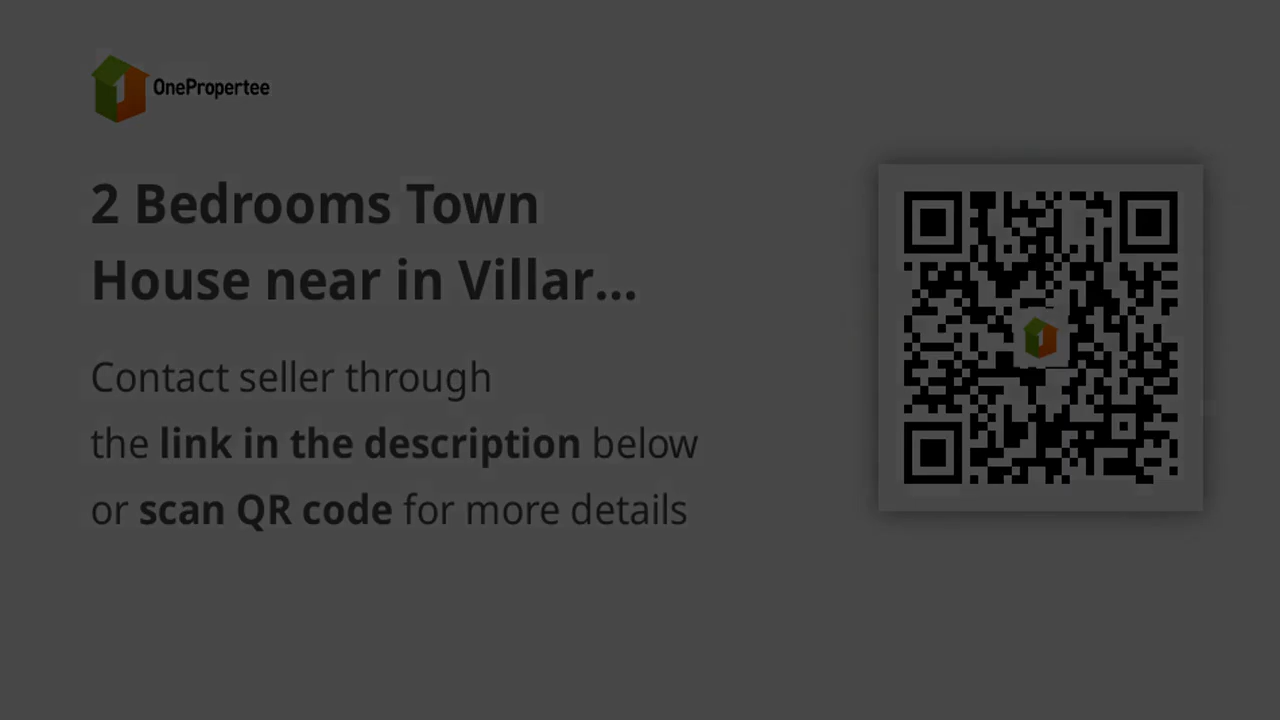 OnePropertee
2 Bedrooms Town
House near in Villar...
Contact seller through
the link in the description below
or scan QR code for more details